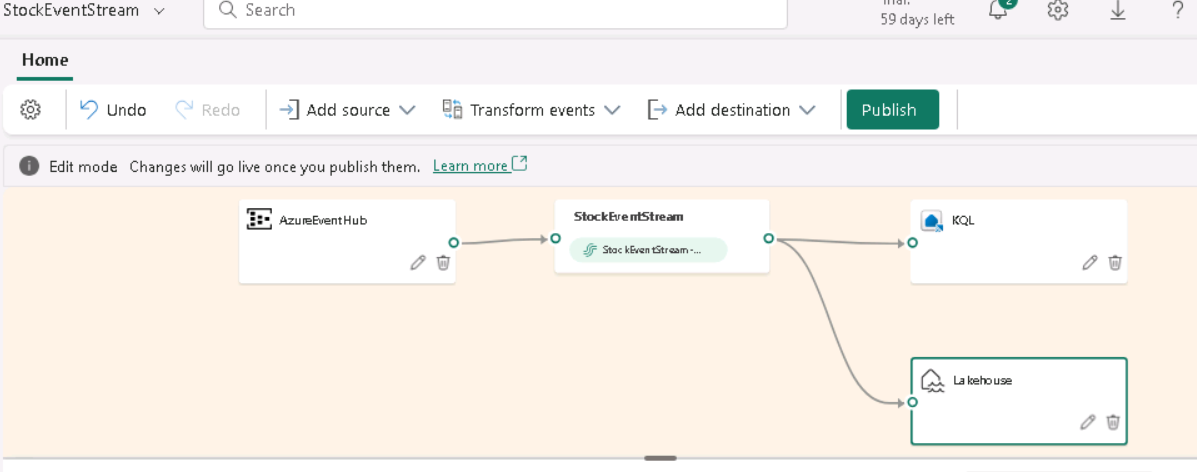 StockEventStream
Search
Trial:
59 days left
2
?
Home
Undo
Redo
Add source
Transform events
Add destination
Publish
Edit mode Changes will go live once you publish them. Learn more
AzureEventHub
StockEventStream
StockEventStream-...
KQL
Lakehouse